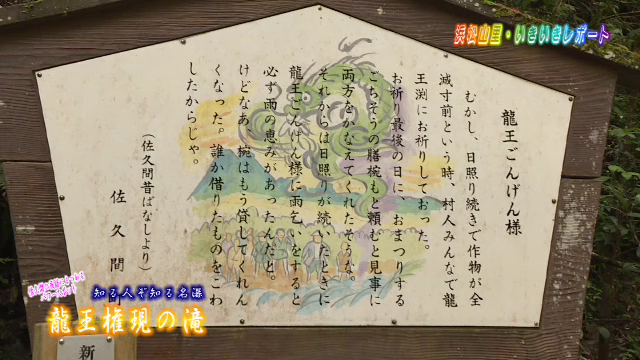 浜松山里・いきいきレポート
龍王ごんげん様
むかし、日照り続きで作物が全
滅寸前という時、村人みんなで龍
王渕にお祈りしておった。
お祈り最後の日に、おまつりする
ごちそうの膳椀もと頼むと見事に
両方をかなえてくれたそうな。
それからは日照りが続いたときに
龍王ごんげん様に雨乞いをすると
必ず雨の恵みがあったんだと。
けどなあ、椀はもう貸してくれん
くなった。誰か借りたものをこわ
したからじゃ。
(佐久間昔ばなしより)
佐久間
知る人ぞ知る名瀑
龍王権現の滝
新